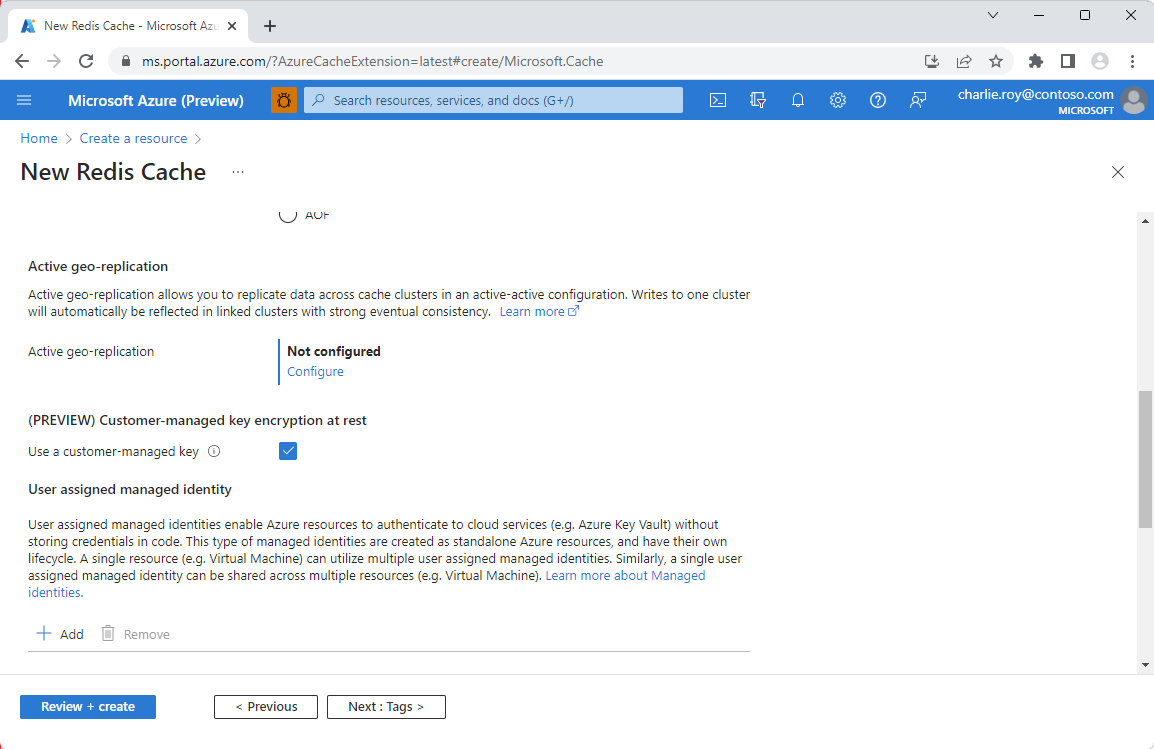 New Redis Cache - Microsoft Azu
ms.portal.azure.com/?AzureCacheExtension=latest#create/Microsoft.Cache
Microsoft Azure (Preview)
Search resources, services, and docs (G+/)
charlie.roy@contoso.com
MICROSOFT
Home > Create a resource >
New Redis Cache ...
AOF
Active geo-replication
Active geo-replication allows you to replicate data across cache clusters in an active-active configuration. Writes to one cluster
will automatically be reflected in linked clusters with strong eventual consistency. Learn more
Active geo-replication
Not configured
Configure
(PREVIEW) Customer-managed key encryption at rest
Use a customer-managed key
User assigned managed identity
User assigned managed identities enable Azure resources to authenticate to cloud services (e.g. Azure Key Vault) without
storing credentials in code. This type of managed identities are created as standalone Azure resources, and have their own
lifecycle. A single resource (e.g. Virtual Machine) can utilize multiple user assigned managed identities. Similarly, a single user
assigned managed identity can be shared across multiple resources (e.g. Virtual Machine). Learn more about Managed
identities.
Add
Remove
Review + create
< Previous
Next : Tags >